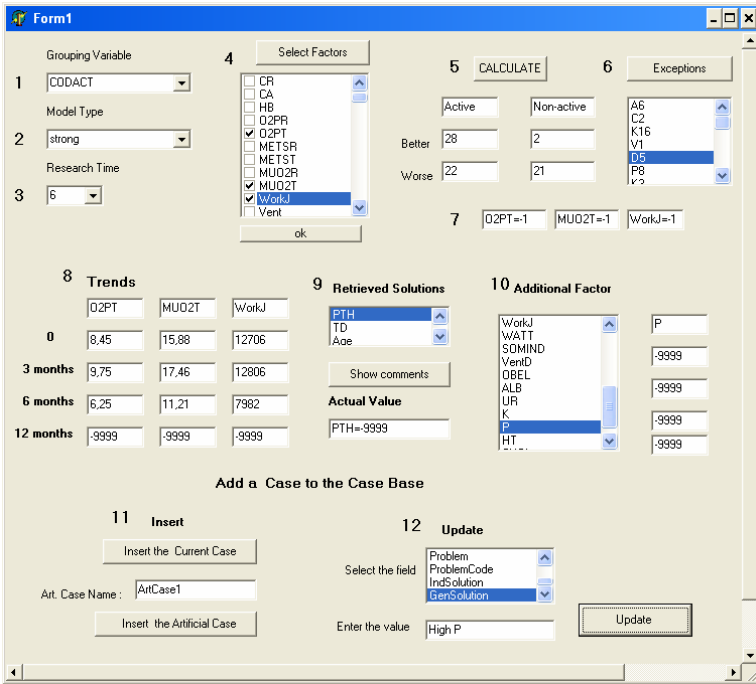 Form1
Grouping Variable
1 CODACT
Model Type
2 strong
Research Time
3 6
4 Select Factors
CR
CA
HB
O2PR
O2PT
METSR
METST
MUO2R
MUO2T
WorkJ
Vent
ok
5 CALCULATE
Active Non-active
Better 28 2
Worse 22 21
6 Exceptions
A6
C2
K16
V1
D5
P8
K3
7 O2PT=-1 MUO2T=-1 WorkJ=-1
8 Trends
O2PT MUO2T WorkJ
0 8,45 15,88 12706
3 months 9,75 17,46 12806
6 months 6,25 11,21 7982
12 months -9999 -9999 -9999
9 Retrieved Solutions
PTH
TD
Age
Show comments
Actual Value
PTH=-9999
10 Additional Factor
WorkJ
WATT
SOMIND
VentD
OBEL
ALB
UR
K
P
HT
P
-9999
-9999
-9999
-9999
Add a Case to the Case Base
11 Insert
Insert the Current Case
Art. Case Name : ArtCase1
Insert the Artificial Case
12 Update
Select the field
Problem
ProblemCode
IndSolution
GenSolution
Enter the value High P
Update